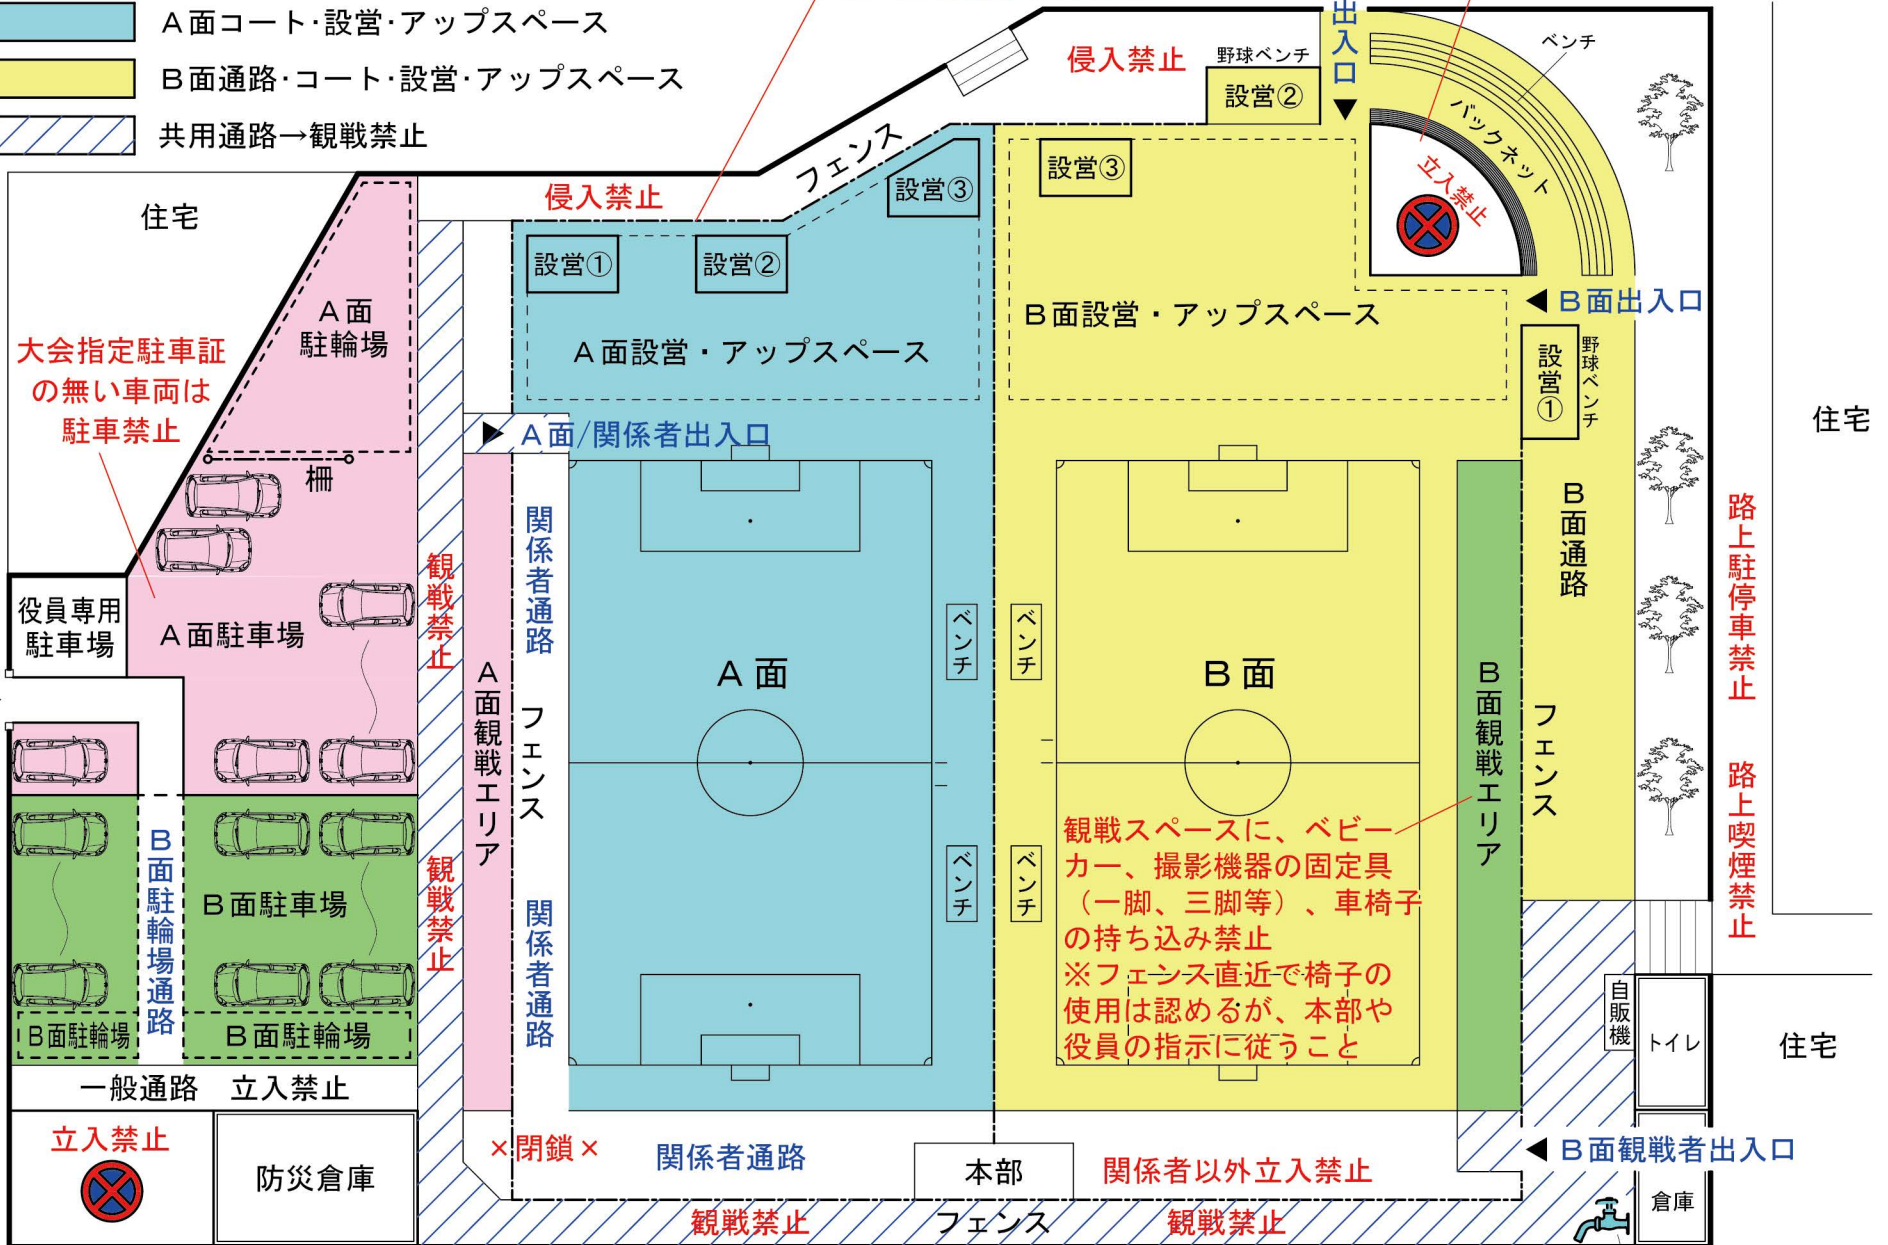 A面コート・設営・アップスペース
B面通路・コート・設営・アップスペース
共用通路→観戦禁止
出入口
侵入禁止
野球ベンチ
設営②
ベンチ
バックネット
立入禁止
フェンス
設営③
設営③
侵入禁止
住宅
設営①
設営②
A面設営・アップスペース
B面設営・アップスペース
B面出入口
設営①
野球ベンチ
A面
駐輪場
大会指定駐車証
の無い車両は
駐車禁止
柵
A面/関係者出入口
住宅
役員専用
駐車場
A面駐車場
観戦禁止
A面観戦エリア
関係者通路
フェンス
関係者通路
A面
ベンチ
ベンチ
ベンチ
ベンチ
B面
B面観戦エリア
B面通路
フェンス
路上駐停車禁止
路上喫煙禁止
観戦スペースに、ベビー
カー、撮影機器の固定具
（一脚、三脚等）、車椅子
の持ち込み禁止
※フェンス直近で椅子の
使用は認めるが、本部や
役員の指示に従うこと
B面駐輪場通路
B面駐車場
観戦禁止
B面駐輪場
B面駐輪場
一般通路　立入禁止
立入禁止
防災倉庫
×閉鎖×
関係者通路
本部
関係者以外立入禁止
観戦禁止
フェンス
観戦禁止
自販機
トイレ
住宅
B面観戦者出入口
倉庫